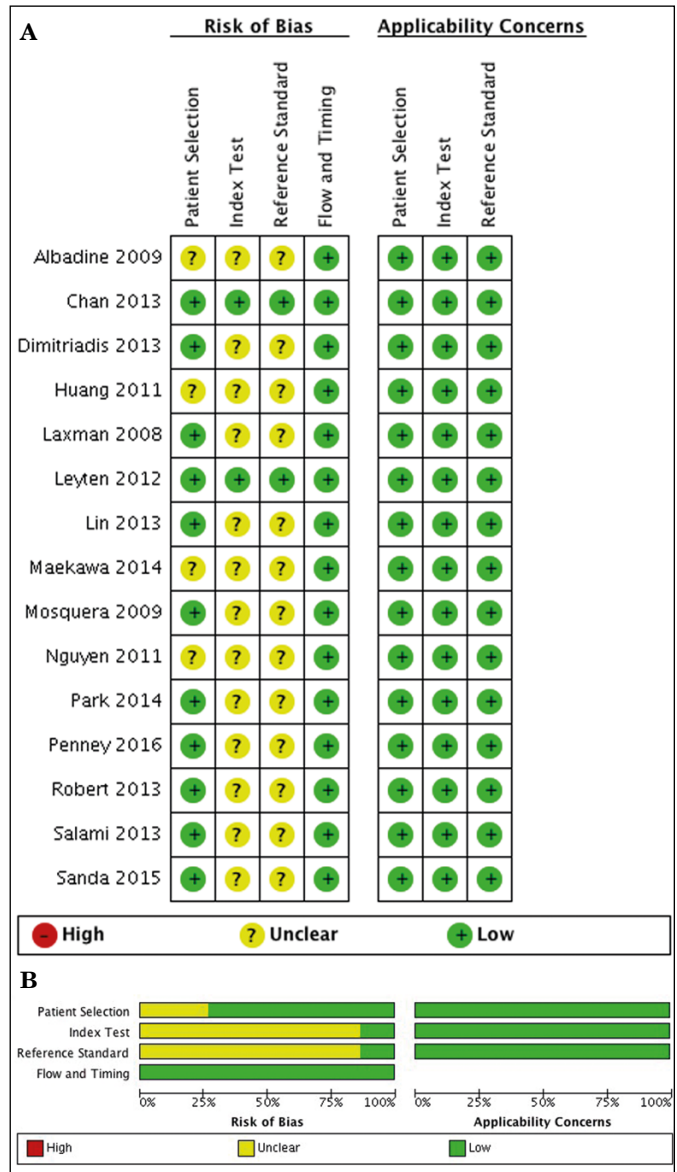 A
Risk of Bias
Applicability Concerns
Patient Selection
Index Test
Reference Standard
Flow and Timing
Patient Selection
Index Test
Reference Standard
Albadine 2009 ? ? ? + + + +
Chan 2013 + + + + + + +
Dimitriadis 2013 + ? ? + + + +
Huang 2011 ? ? ? + + + +
Laxman 2008 + ? ? + + + +
Leyten 2012 + + + + + + +
Lin 2013 + ? ? + + + +
Maekawa 2014 ? ? ? + + + +
Mosquera 2009 + ? ? + + + +
Nguyen 2011 ? ? ? + + + +
Park 2014 + ? ? + + + +
Penney 2016 + ? ? + + + +
Robert 2013 + ? ? + + + +
Salami 2013 + ? ? + + + +
Sanda 2015 + ? ? + + + +
- High ? Unclear + Low
B
Patient Selection
Index Test
Reference Standard
Flow and Timing
0% 25% 50% 75% 100% 0% 25% 50% 75% 100%
Risk of Bias Applicability Concerns
High Unclear Low